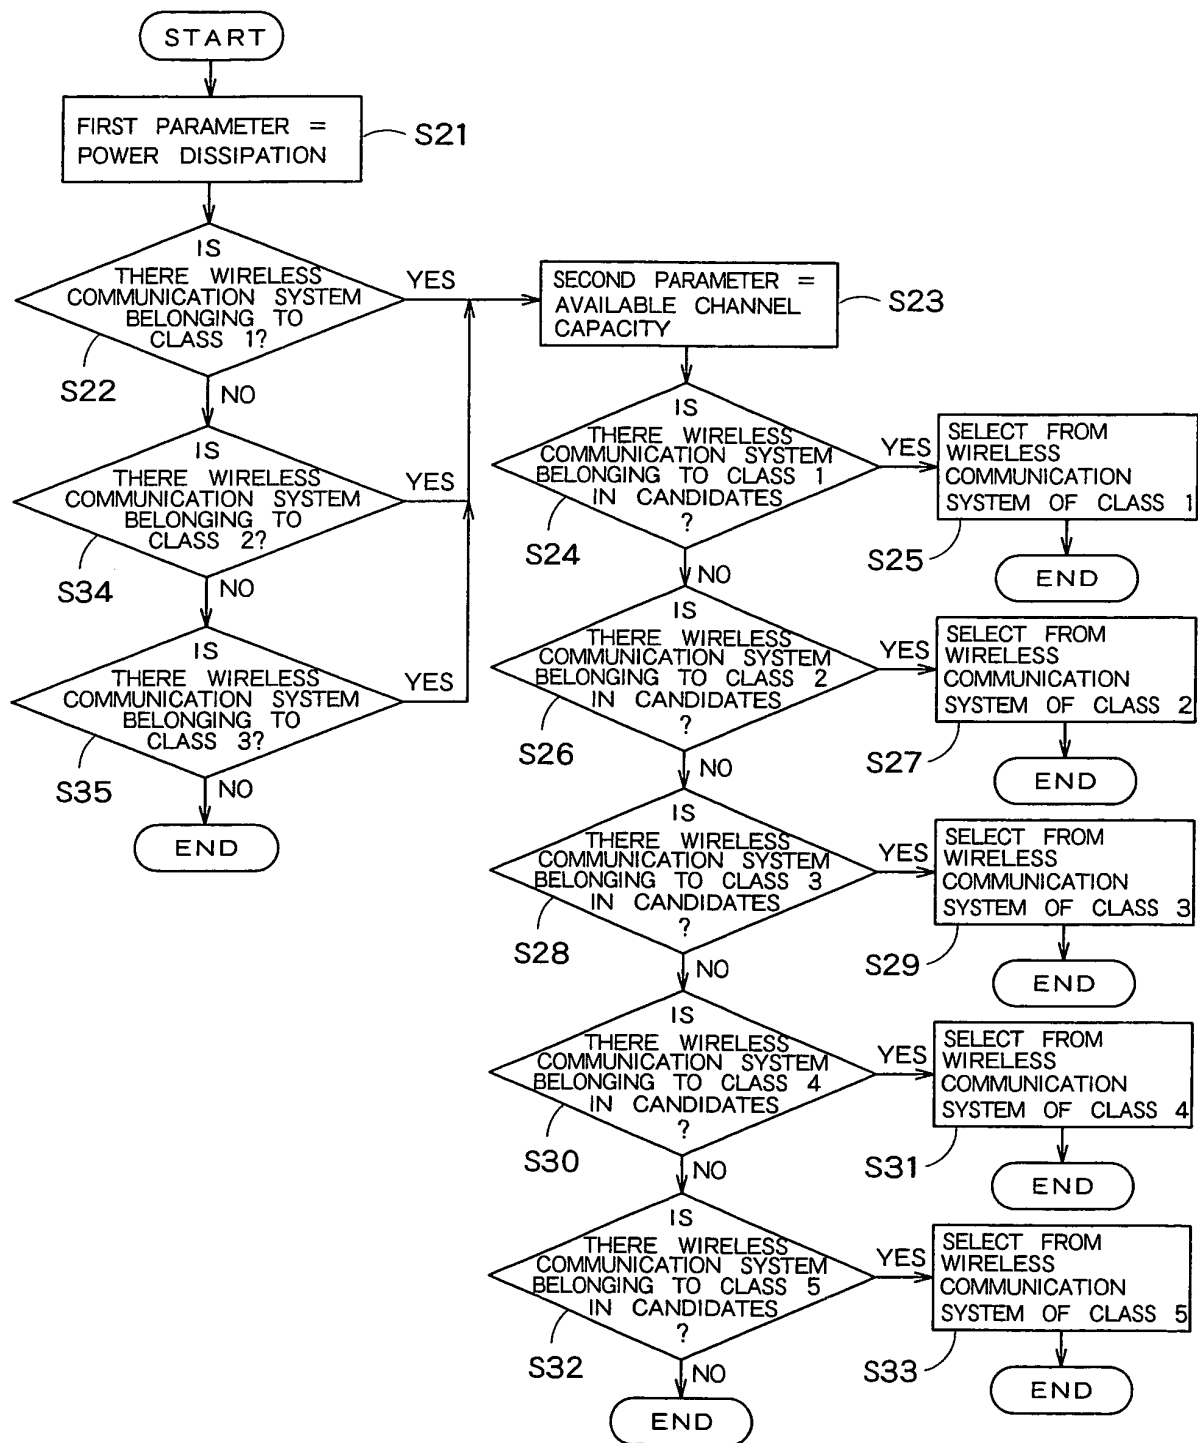 START
FIRST PARAMETER =
POWER DISSIPATION
S21
IS
THERE WIRELESS
COMMUNICATION SYSTEM
BELONGING TO
CLASS 1?
YES
S22
NO
IS
THERE WIRELESS
COMMUNICATION SYSTEM
BELONGING TO
CLASS 2?
YES
S34
NO
IS
THERE WIRELESS
COMMUNICATION SYSTEM
BELONGING TO
CLASS 3?
YES
S35
NO
END
SECOND PARAMETER =
AVAILABLE CHANNEL
CAPACITY
S23
IS
THERE WIRELESS
COMMUNICATION SYSTEM
BELONGING TO CLASS 1
IN CANDIDATES
?
YES
S24
NO
SELECT FROM
WIRELESS
COMMUNICATION
SYSTEM OF CLASS 1
S25
END
IS
THERE WIRELESS
COMMUNICATION SYSTEM
BELONGING TO CLASS 2
IN CANDIDATES
?
YES
S26
NO
SELECT FROM
WIRELESS
COMMUNICATION
SYSTEM OF CLASS 2
S27
END
IS
THERE WIRELESS
COMMUNICATION SYSTEM
BELONGING TO CLASS 3
IN CANDIDATES
?
YES
S28
NO
SELECT FROM
WIRELESS
COMMUNICATION
SYSTEM OF CLASS 3
S29
END
IS
THERE WIRELESS
COMMUNICATION SYSTEM
BELONGING TO CLASS 4
IN CANDIDATES
?
YES
S30
NO
SELECT FROM
WIRELESS
COMMUNICATION
SYSTEM OF CLASS 4
S31
END
IS
THERE WIRELESS
COMMUNICATION SYSTEM
BELONGING TO CLASS 5
IN CANDIDATES
?
YES
S32
NO
SELECT FROM
WIRELESS
COMMUNICATION
SYSTEM OF CLASS 5
S33
END
END